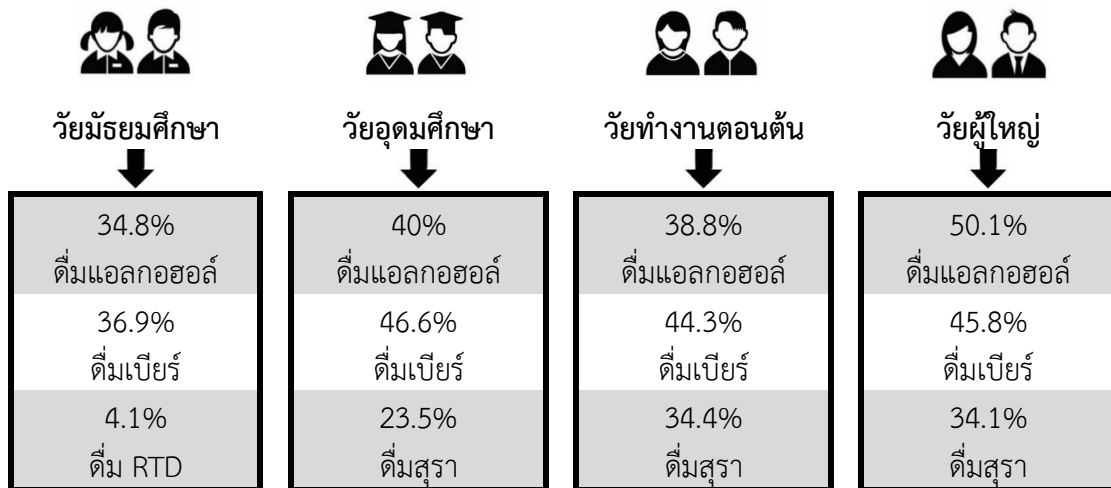 วัยมัธยมศึกษา
34.8%
ดื่มแอลกอฮอล์
36.9%
ดื่มเบียร์
4.1%
ดื่ม RTD
วัยอุดมศึกษา
40%
ดื่มแอลกอฮอล์
46.6%
ดื่มเบียร์
23.5%
ดื่มสุรา
วัยทำงานตอนต้น
38.8%
ดื่มแอลกอฮอล์
44.3%
ดื่มเบียร์
34.4%
ดื่มสุรา
วัยผู้ใหญ่
50.1%
ดื่มแอลกอฮอล์
45.8%
ดื่มเบียร์
34.1%
ดื่มสุรา